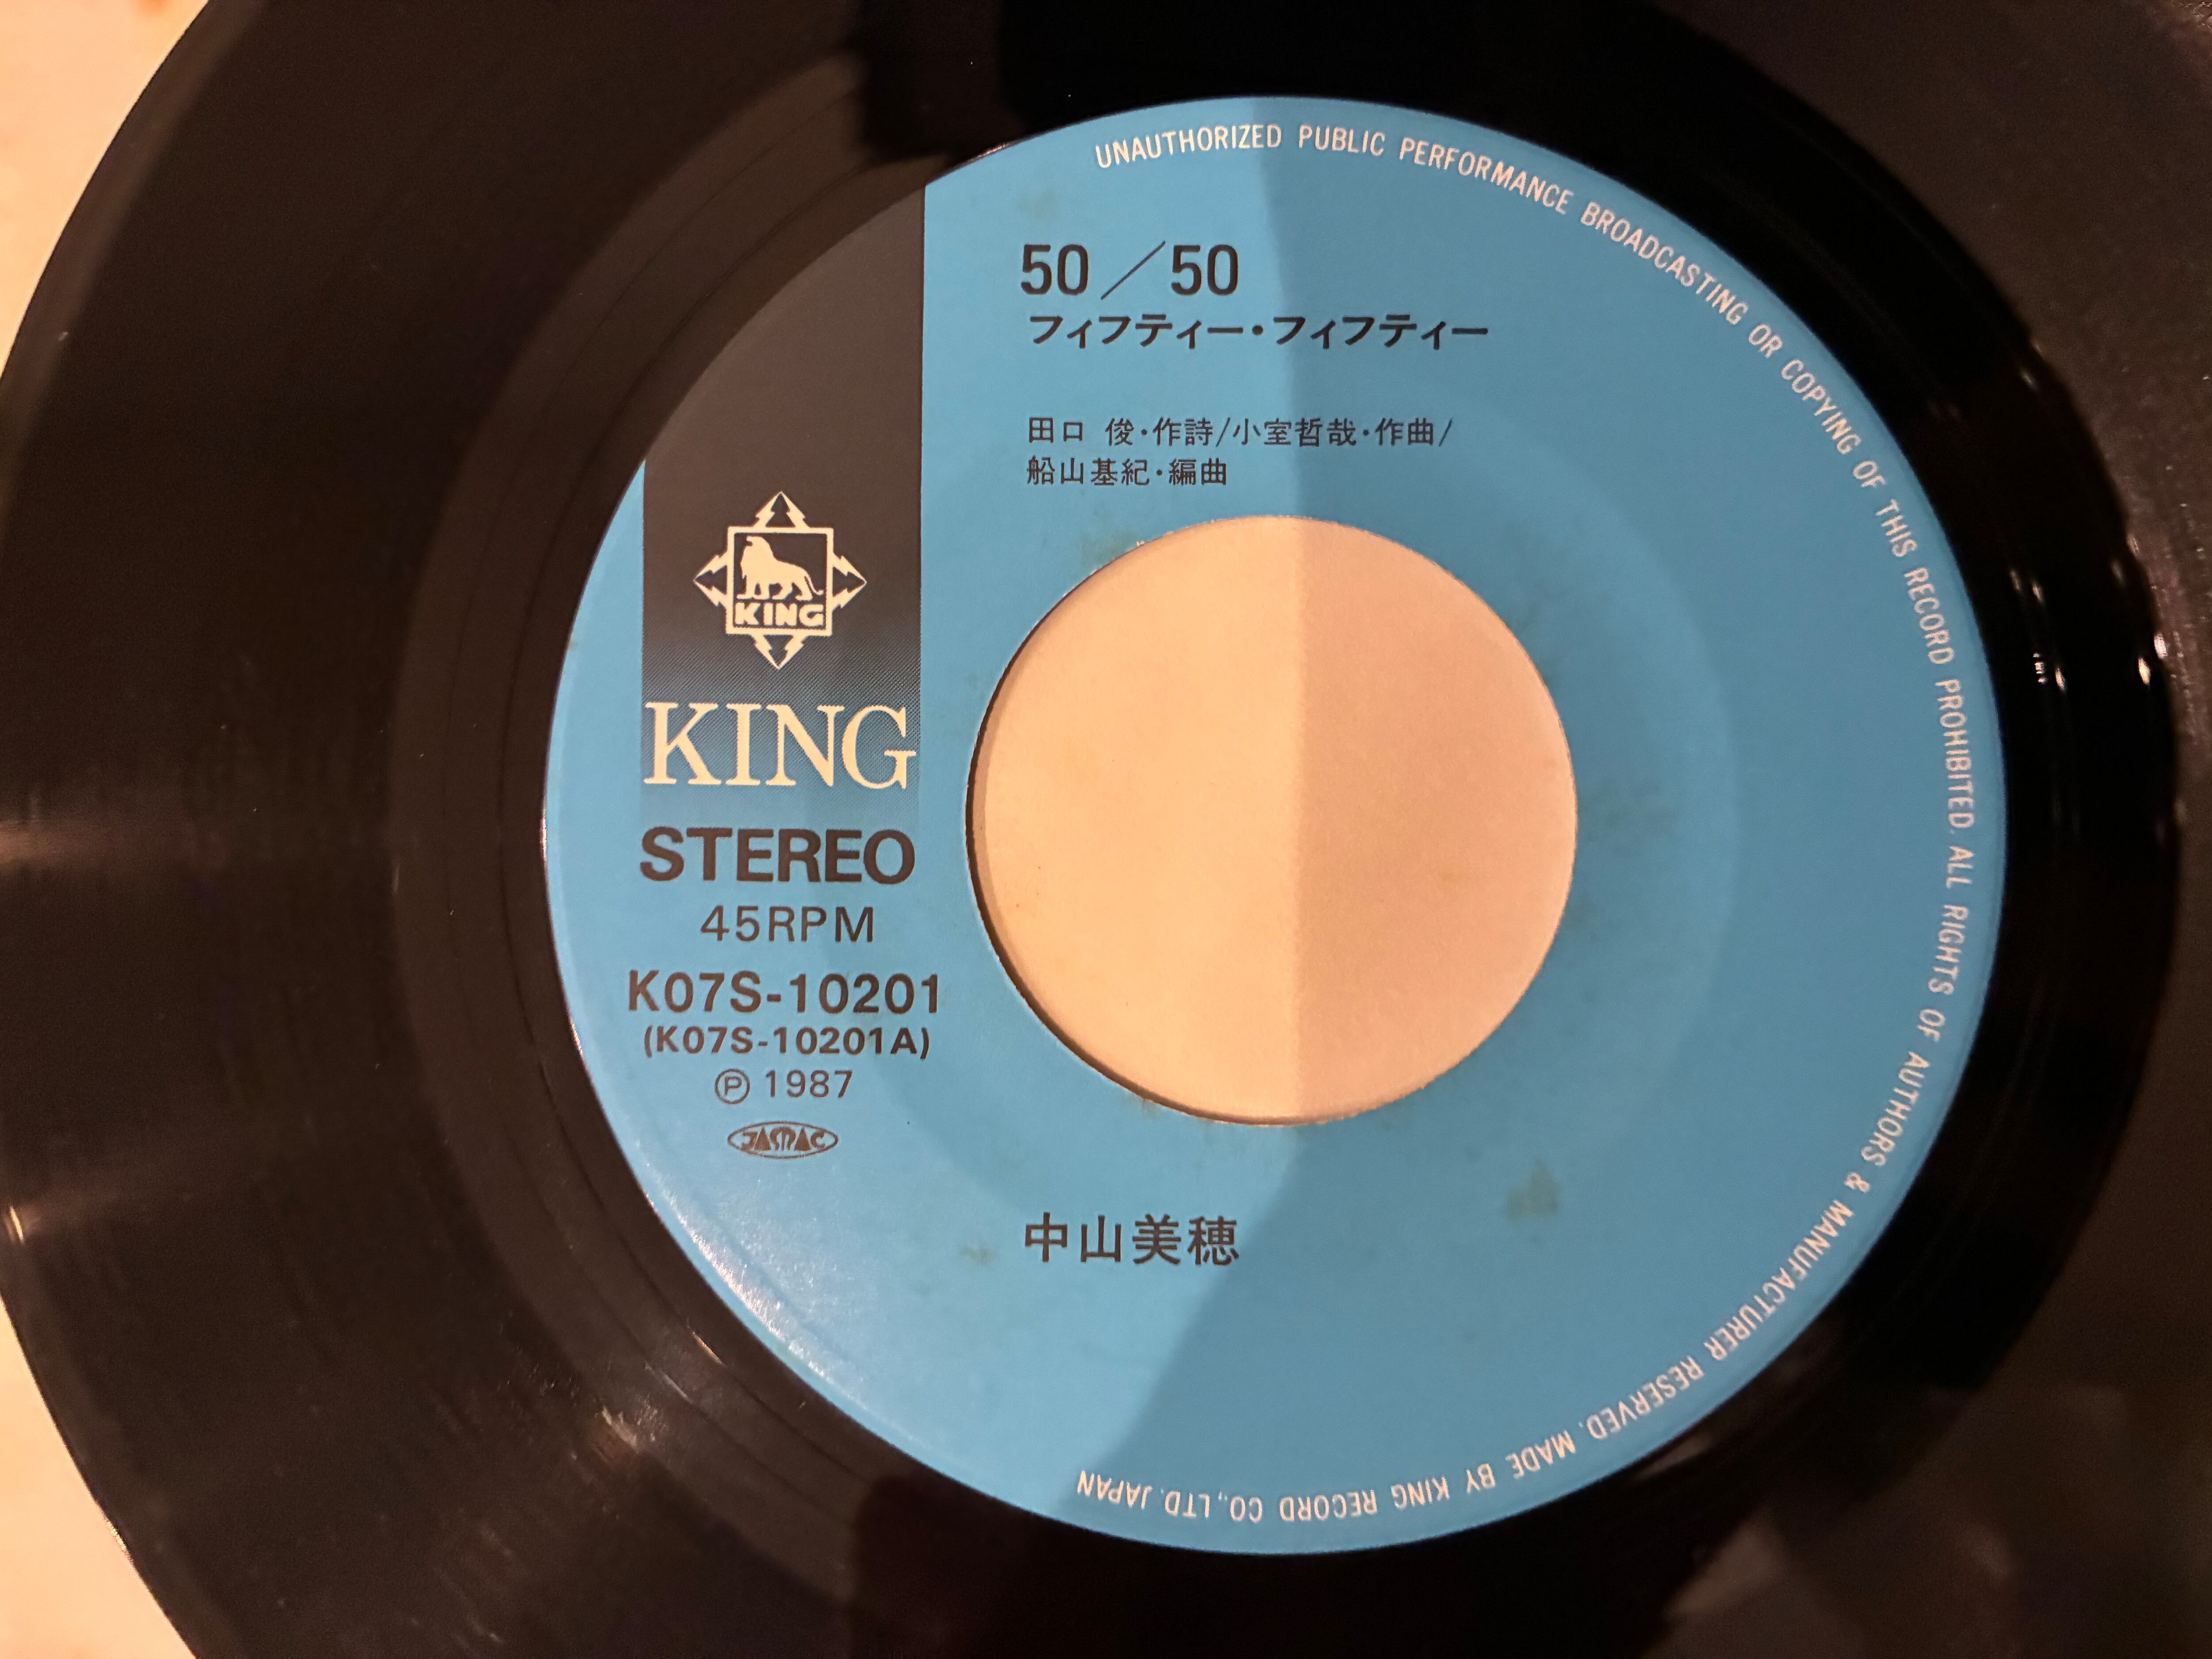 50／50
フィフティー・フィフティー
田口 俊・作詩/小室哲哉・作曲/
船山基紀・編曲
KING
KING
STEREO
45RPM
K07S-10201
(K07S-10201A)
Ⓟ 1987
JASRAC
中山美穂
UNAUTHORIZED PUBLIC PERFORMANCE BROADCASTING OR COPYING OF THIS RECORD PROHIBITED. ALL RIGHTS OF AUTHORS & MANUFACTURER RESERVED. MADE BY KING RECORD CO.,LTD. JAPAN